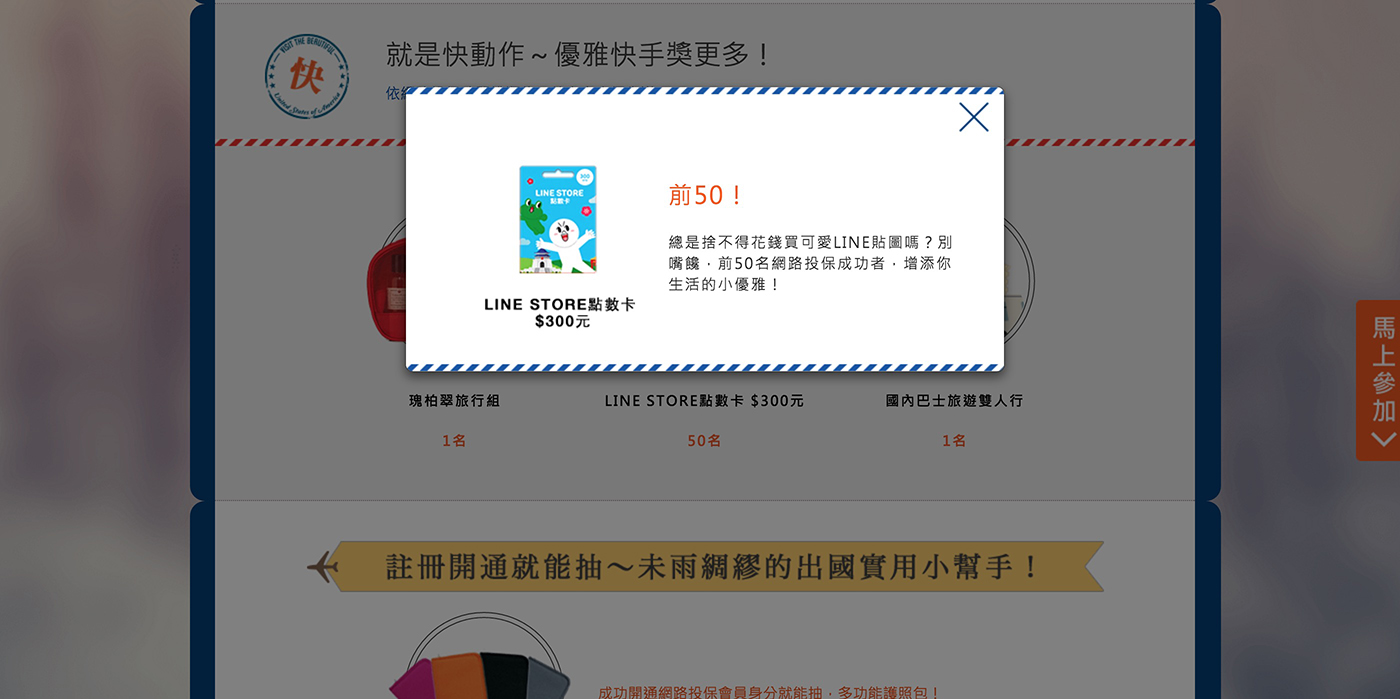 VISIT THE BEAUTIFUL
快
United States of America
就是快動作～優雅快手獎更多！
依
300
LINE STORE
點數卡
LINE STORE點數卡
$300元
前50！
總是捨不得花錢買可愛LINE貼圖嗎？別
嘴饞，前50名網路投保成功者，增添你
生活的小優雅！
瑰柏翠旅行組
LINE STORE點數卡 $300元
國內巴士旅遊雙人行
1名
50名
1名
馬上參加
註冊開通就能抽～未雨綢繆的出國實用小幫手！
成功開通網路投保會員身分就能抽，多功能護照包！